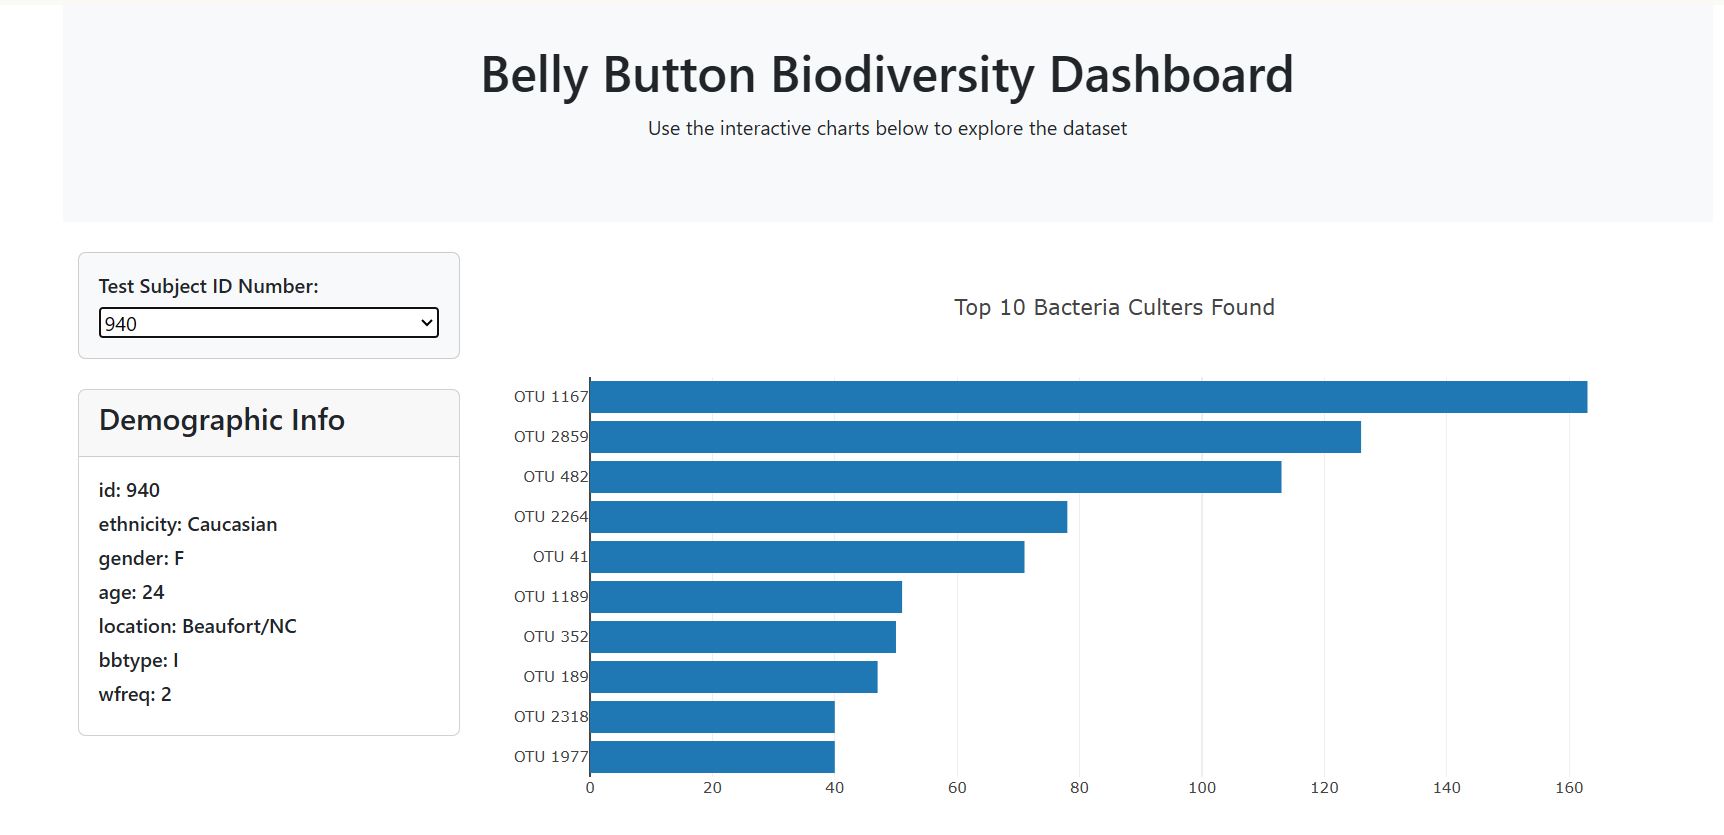 Belly Button Biodiversity Dashboard
Use the interactive charts below to explore the dataset
Test Subject ID Number:
940
Demographic Info
id: 940
ethnicity: Caucasian
gender: F
age: 24
location: Beaufort/NC
bbtype: I
wfreq: 2
Top 10 Bacteria Culters Found
OTU 1167
OTU 2859
OTU 482
OTU 2264
OTU 41
OTU 1189
OTU 352
OTU 189
OTU 2318
OTU 1977
0 20 40 60 80 100 120 140 160